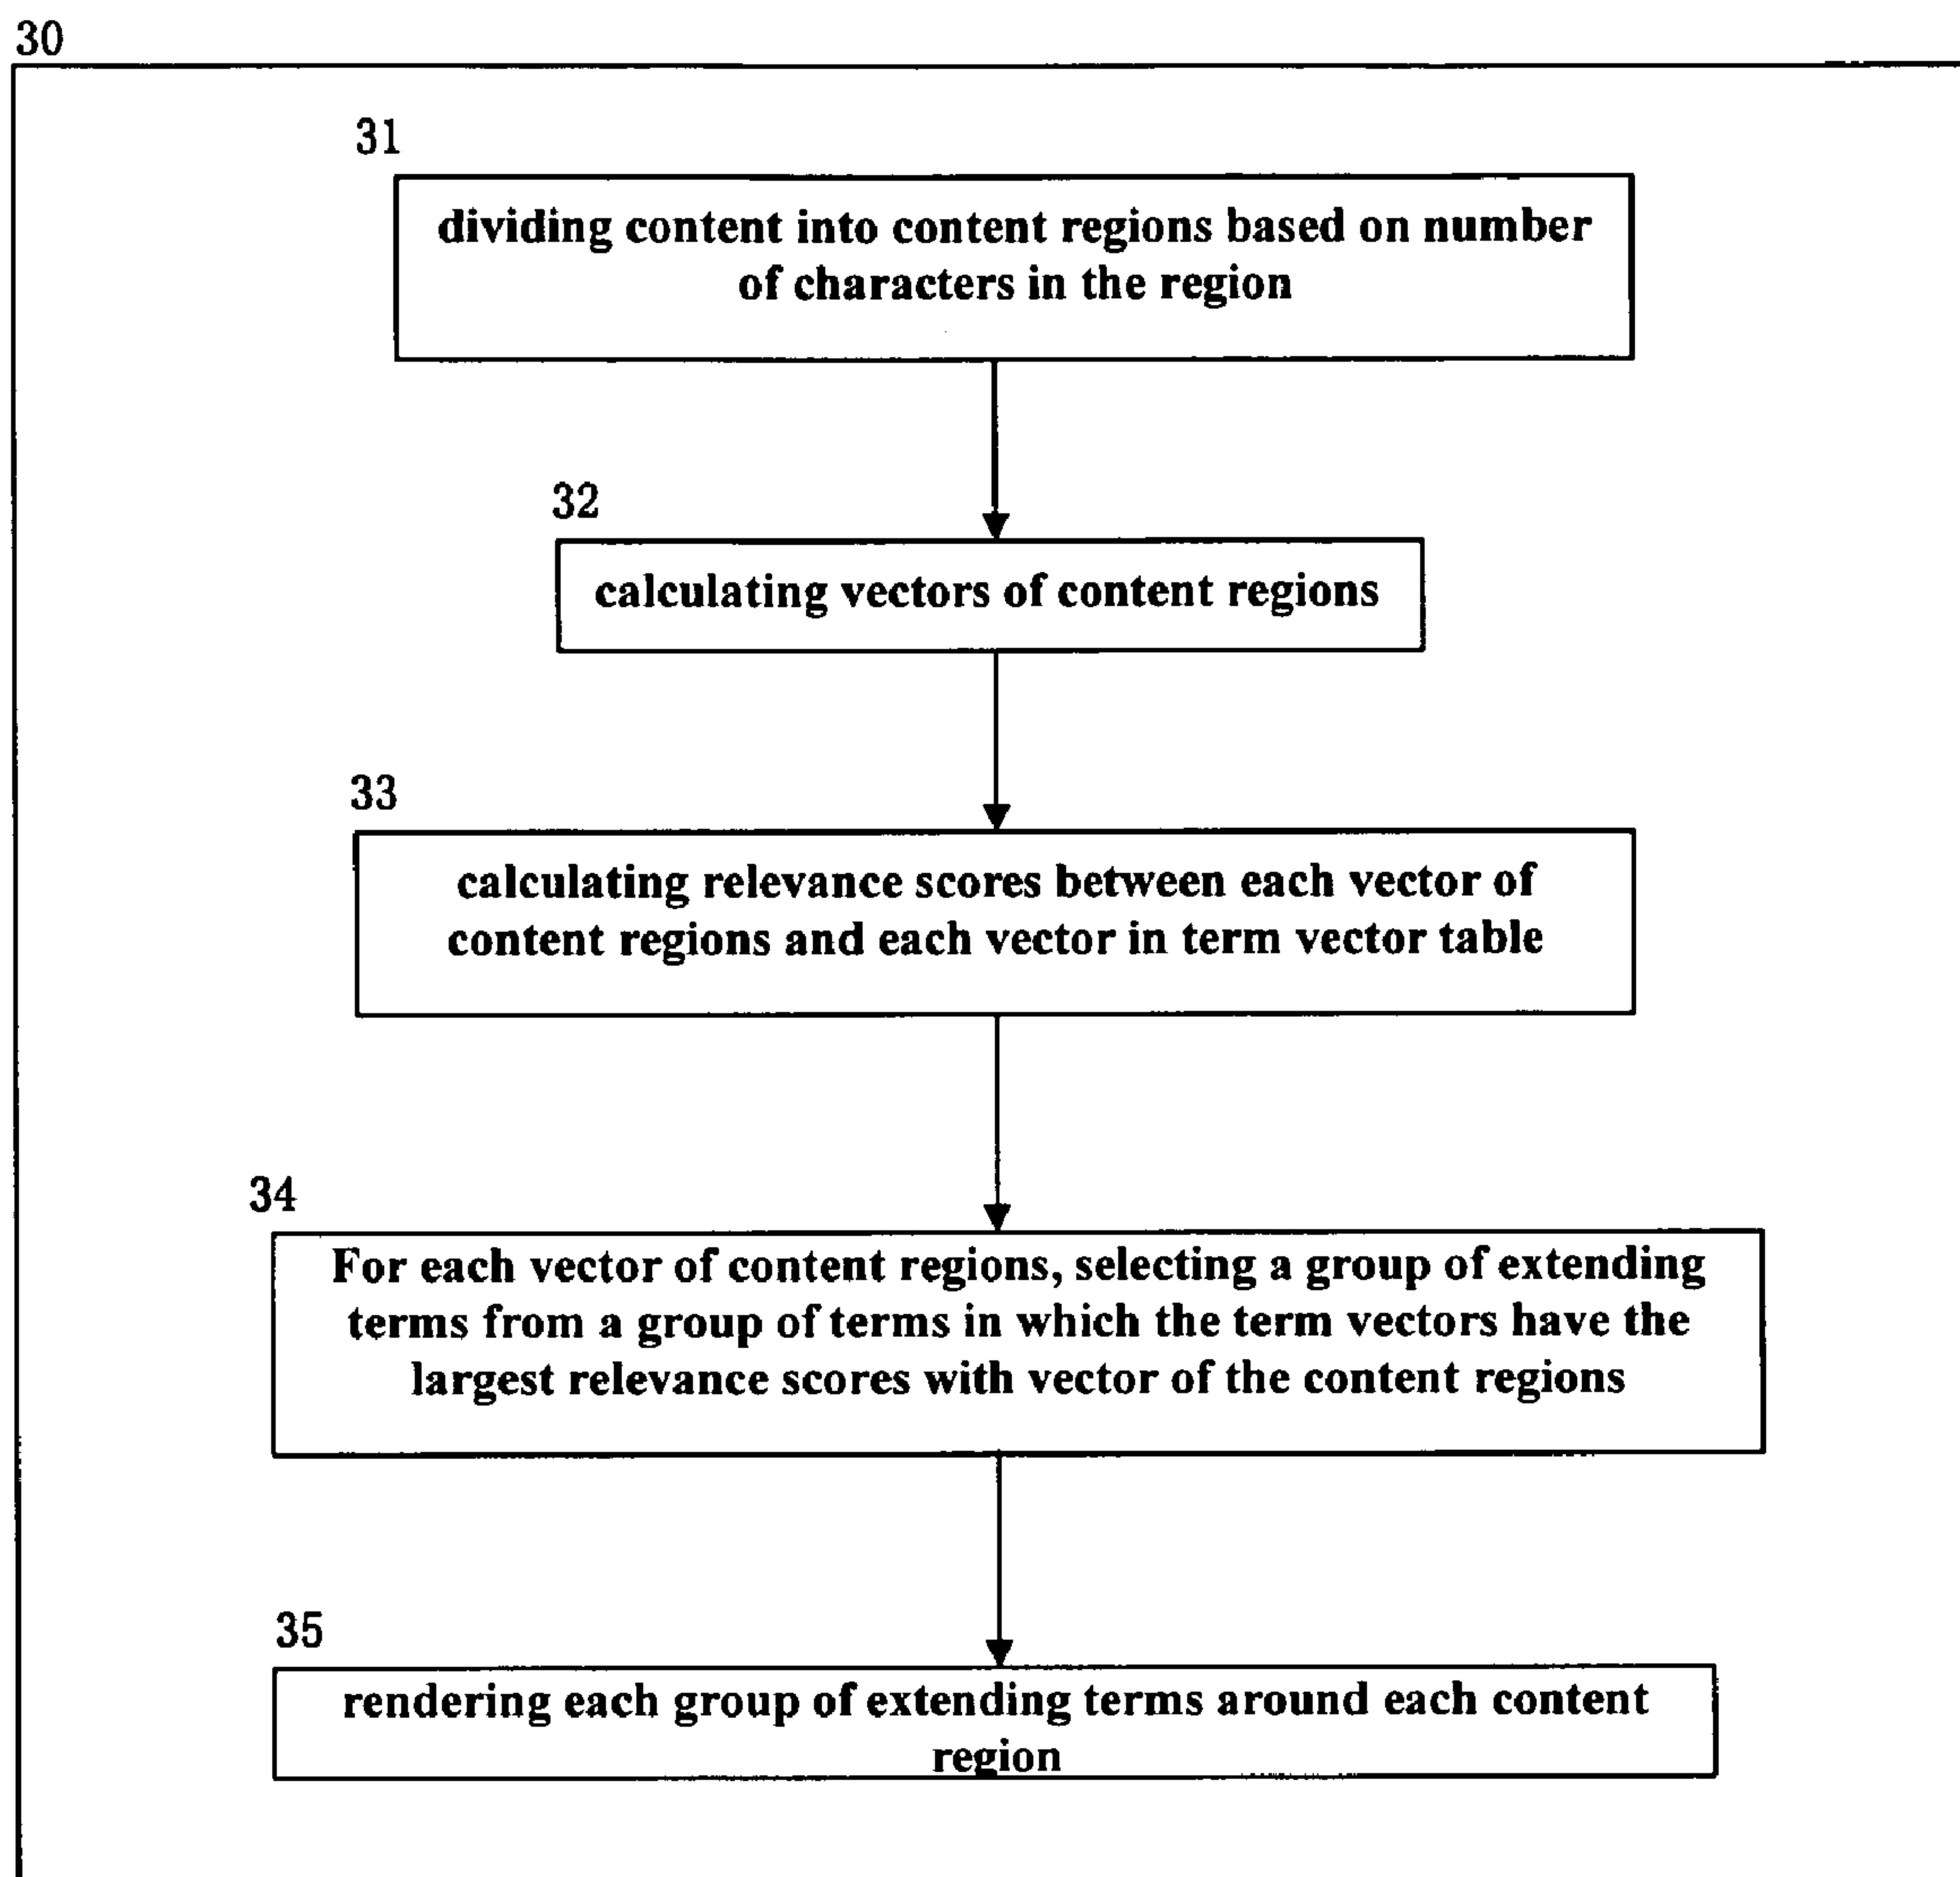 30
31
dividing content into content regions based on number
of characters in the region
32
calculating vectors of content regions
33
calculating relevance scores between each vector of
content regions and each vector in term vector table
34
For each vector of content regions, selecting a group of extending
terms from a group of terms in which the term vectors have the
largest relevance scores with vector of the content regions
35
rendering each group of extending terms around each content
region